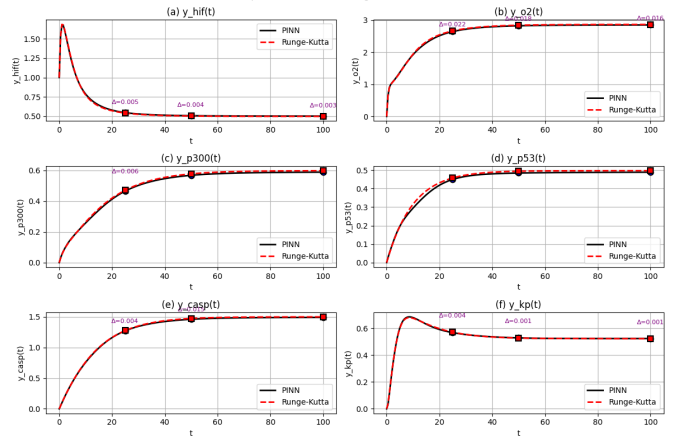 (a) y_hif(t)
y_hif(t)
1.50
1.25
1.00
0.75
0.50
Δ=0.005
Δ=0.004
Δ=0.003
PINN
Runge-Kutta
0 20 40 60 80 100
t
(b) y_o2(t)
y_o2(t)
3
2
1
0
Δ=0.022
Δ=0.018
Δ=0.016
PINN
Runge-Kutta
0 20 40 60 80 100
t
(c) y_p300(t)
y_p300(t)
0.6
0.4
0.2
0.0
Δ=0.006
PINN
Runge-Kutta
0 20 40 60 80 100
t
(d) y_p53(t)
y_p53(t)
0.5
0.4
0.3
0.2
0.1
0.0
PINN
Runge-Kutta
0 20 40 60 80 100
t
(e) y_casp(t)
y_casp(t)
1.5
1.0
0.5
0.0
Δ=0.004
PINN
Runge-Kutta
0 20 40 60 80 100
t
(f) y_kp(t)
y_kp(t)
0.6
0.4
0.2
0.0
Δ=0.004
Δ=0.001
Δ=0.001
PINN
Runge-Kutta
0 20 40 60 80 100
t